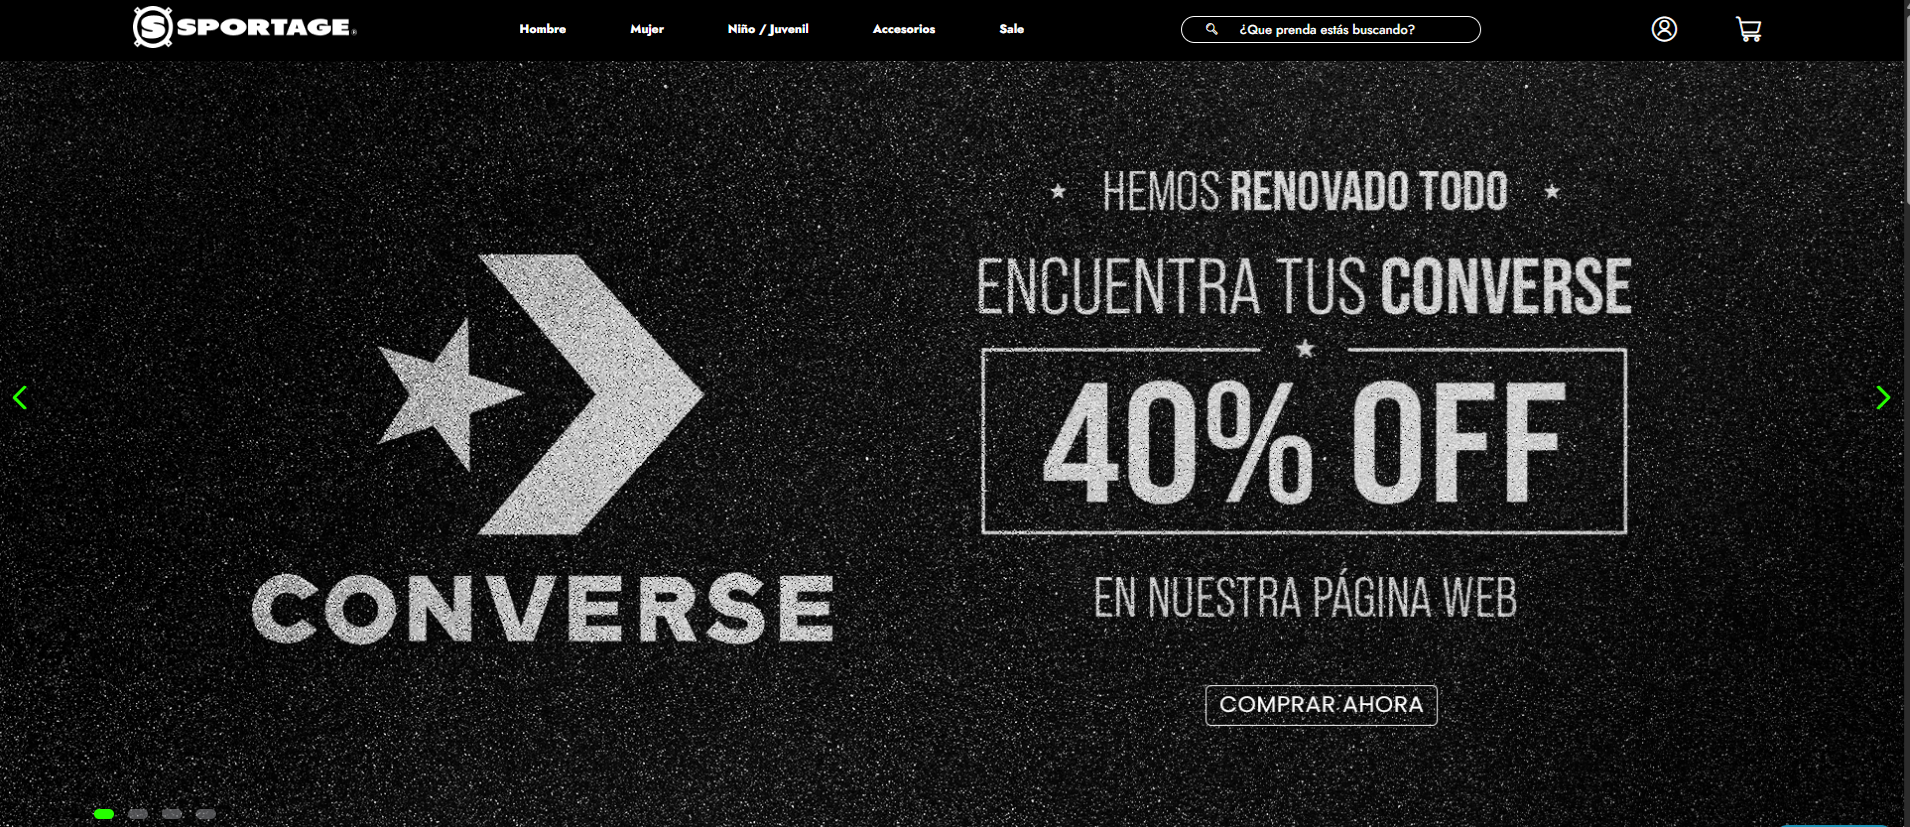 SPORTAGE
Hombre Mujer Niño / Juvenil Accesorios Sale
¿Que prenda estás buscando?
HEMOS RENOVADO TODO
ENCUENTRA TUS CONVERSE
40% OFF
EN NUESTRA PÁGINA WEB
COMPRAR AHORA
CONVERSE